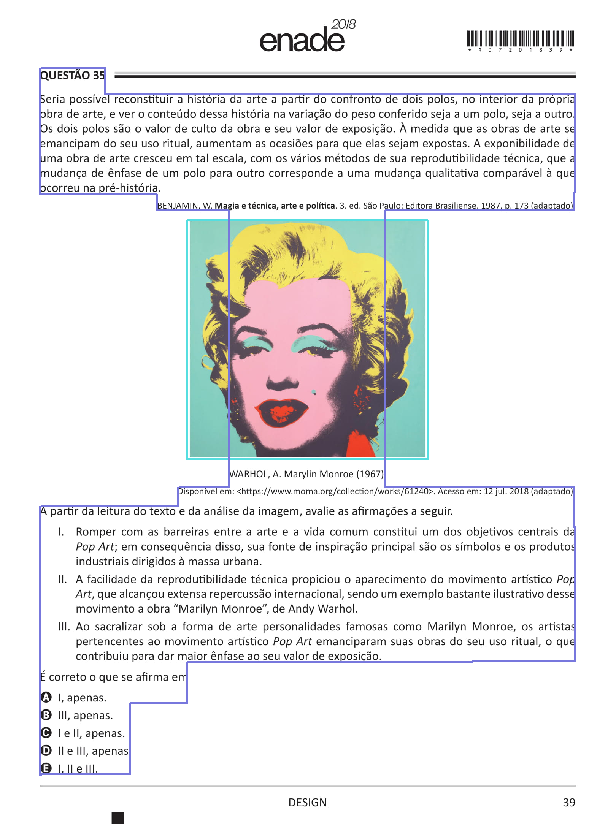 enade 2018
*R3520183 9*
QUESTÃO 35
Seria possível reconstituir a história da arte a partir do confronto de dois polos, no interior da própria
obra de arte, e ver o conteúdo dessa história na variação do peso conferido seja a um polo, seja a outro.
Os dois polos são o valor de culto da obra e seu valor de exposição. À medida que as obras de arte se
emancipam do seu uso ritual, aumentam as ocasiões para que elas sejam expostas. A exponibilidade de
uma obra de arte cresceu em tal escala, com os vários métodos de sua reprodutibilidade técnica, que a
mudança de ênfase de um polo para outro corresponde a uma mudança qualitativa comparável à que
ocorreu na pré-história.
BENJAMIN, W. Magia e técnica, arte e política. 3. ed. São Paulo: Editora Brasiliense, 1987, p. 173 (adaptado)
WARHOL, A. Marylin Monroe (1967)
Disponível em: <https://www.moma.org/collection/works/61240>. Acesso em: 12 jul. 2018 (adaptado)
A partir da leitura do texto e da análise da imagem, avalie as afirmações a seguir.
I. Romper com as barreiras entre a arte e a vida comum constitui um dos objetivos centrais da
Pop Art; em consequência disso, sua fonte de inspiração principal são os símbolos e os produtos
industriais dirigidos à massa urbana.
II. A facilidade da reprodutibilidade técnica propiciou o aparecimento do movimento artístico Pop
Art, que alcançou extensa repercussão internacional, sendo um exemplo bastante ilustrativo desse
movimento a obra “Marilyn Monroe”, de Andy Warhol.
III. Ao sacralizar sob a forma de arte personalidades famosas como Marilyn Monroe, os artistas
pertencentes ao movimento artístico Pop Art emanciparam suas obras do seu uso ritual, o que
contribuiu para dar maior ênfase ao seu valor de exposição.
É correto o que se afirma em
A I, apenas.
B III, apenas.
C I e II, apenas.
D II e III, apenas
E I, II e III.
DESIGN 39